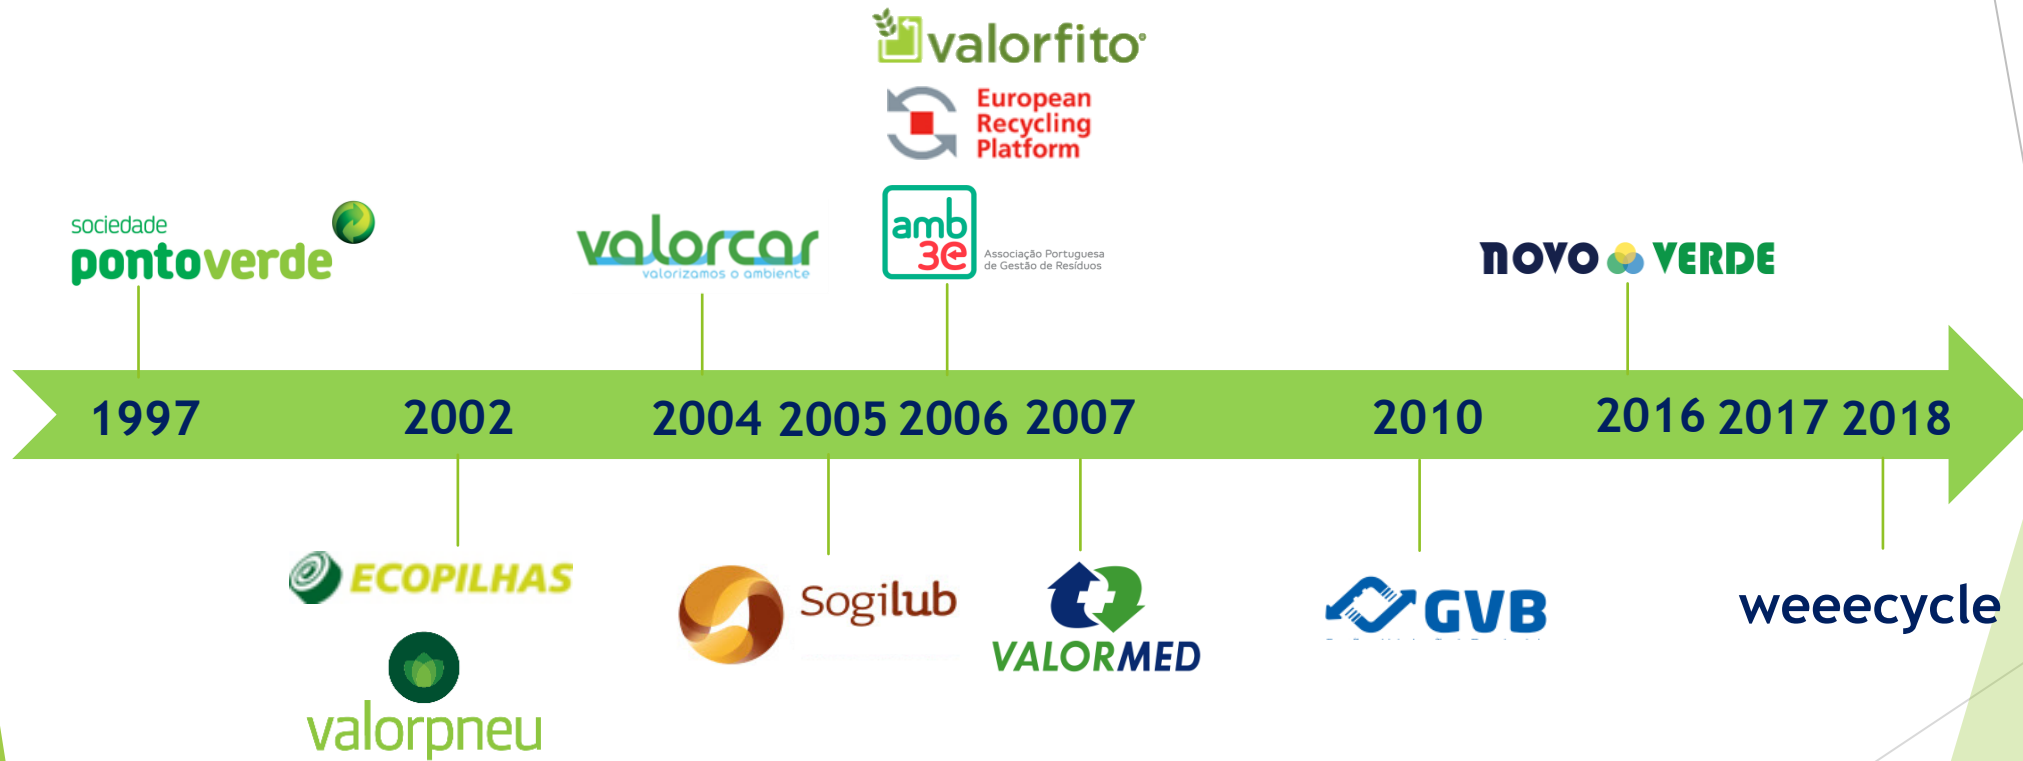 valorfito
European
Recycling
Platform
sociedade
pontoverde
valorcar
valorizamos o ambiente
amb
3e
Associação Portuguesa
de Gestão de Resíduos
NOVO VERDE
1997 2002 2004 2005 2006 2007 2010 2016 2017 2018
ECOPILHAS
valorpneu
Sogilub
VALORMED
GVB
weeecycle